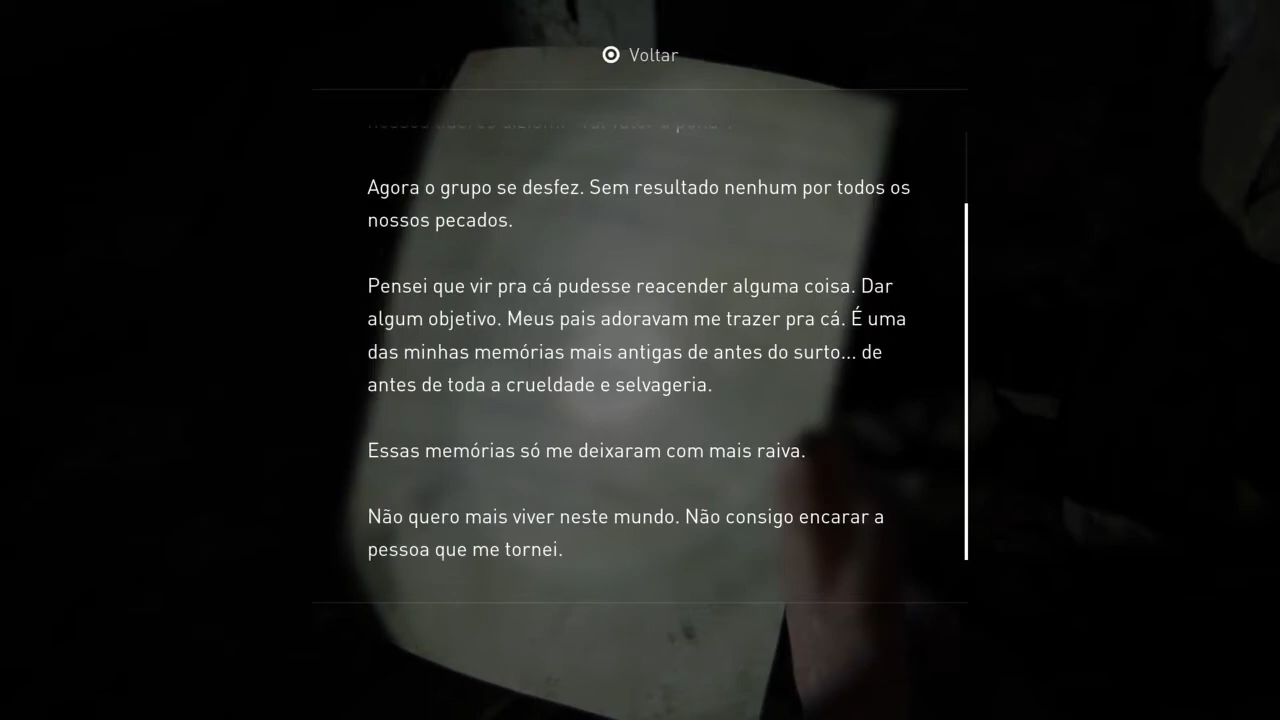 Voltar
Agora o grupo se desfez. Sem resultado nenhum por todos os
nossos pecados.
Pensei que vir pra cá pudesse reacender alguma coisa. Dar
algum objetivo. Meus pais adoravam me trazer pra cá. É uma
das minhas memórias mais antigas de antes do surto... de
antes de toda a crueldade e selvageria.
Essas memórias só me deixaram com mais raiva.
Não quero mais viver neste mundo. Não consigo encarar a
pessoa que me tornei.